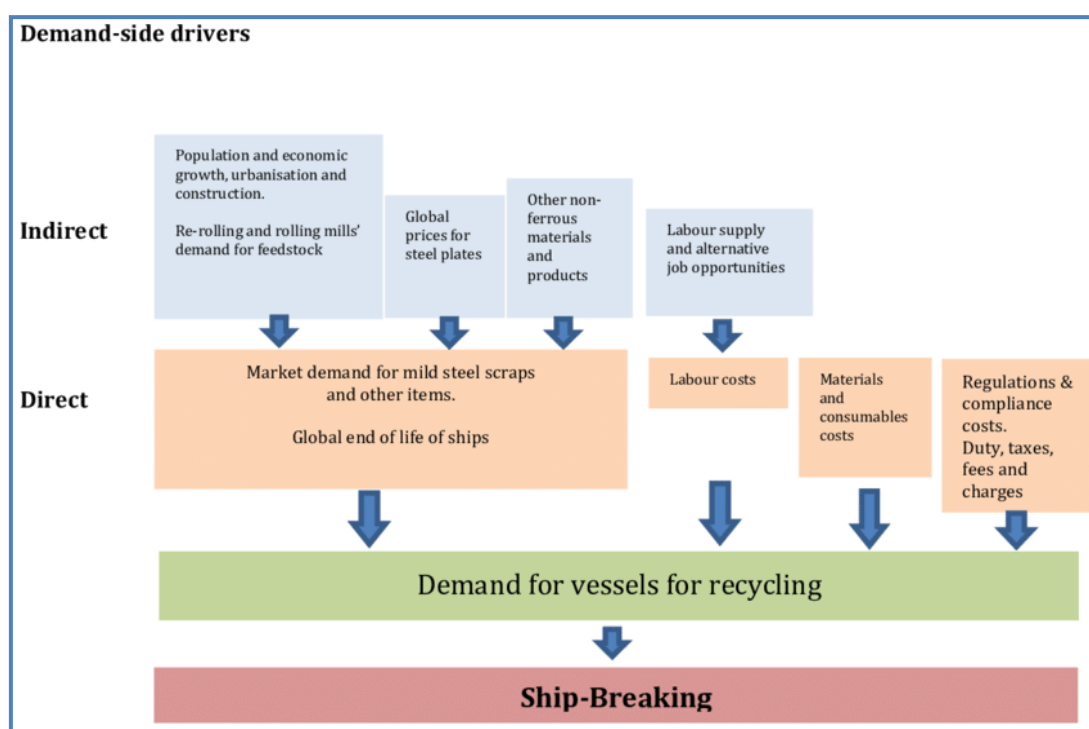 Demand-side drivers
Indirect
Population and economic
growth, urbanisation and
construction.
Re-rolling and rolling mills'
demand for feedstock
Global
prices for
steel plates
Other non-
ferrous
materials
and
products
Labour supply
and alternative
job opportunities
Direct
Market demand for mild steel scraps
and other items.
Global end of life of ships
Labour costs
Materials
and
consumables
costs
Regulations &
compliance
costs.
Duty, taxes,
fees and
charges
Demand for vessels for recycling
Ship-Breaking